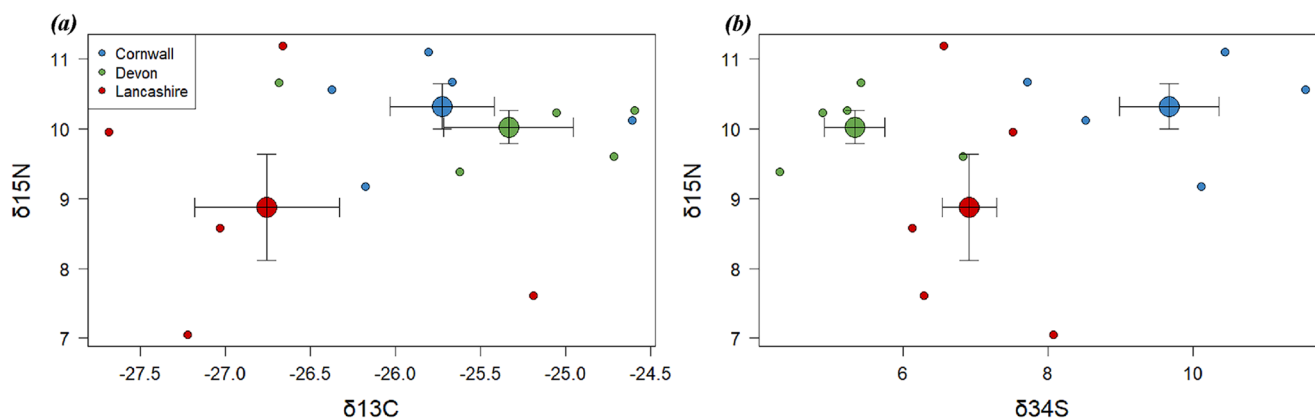 (a)
Cornwall
Devon
Lancashire
δ15N
11
10
9
8
7
-27.5 -27.0 -26.5 -26.0 -25.5 -25.0 -24.5
δ13C
(b)
δ15N
11
10
9
8
7
6 8 10
δ34S